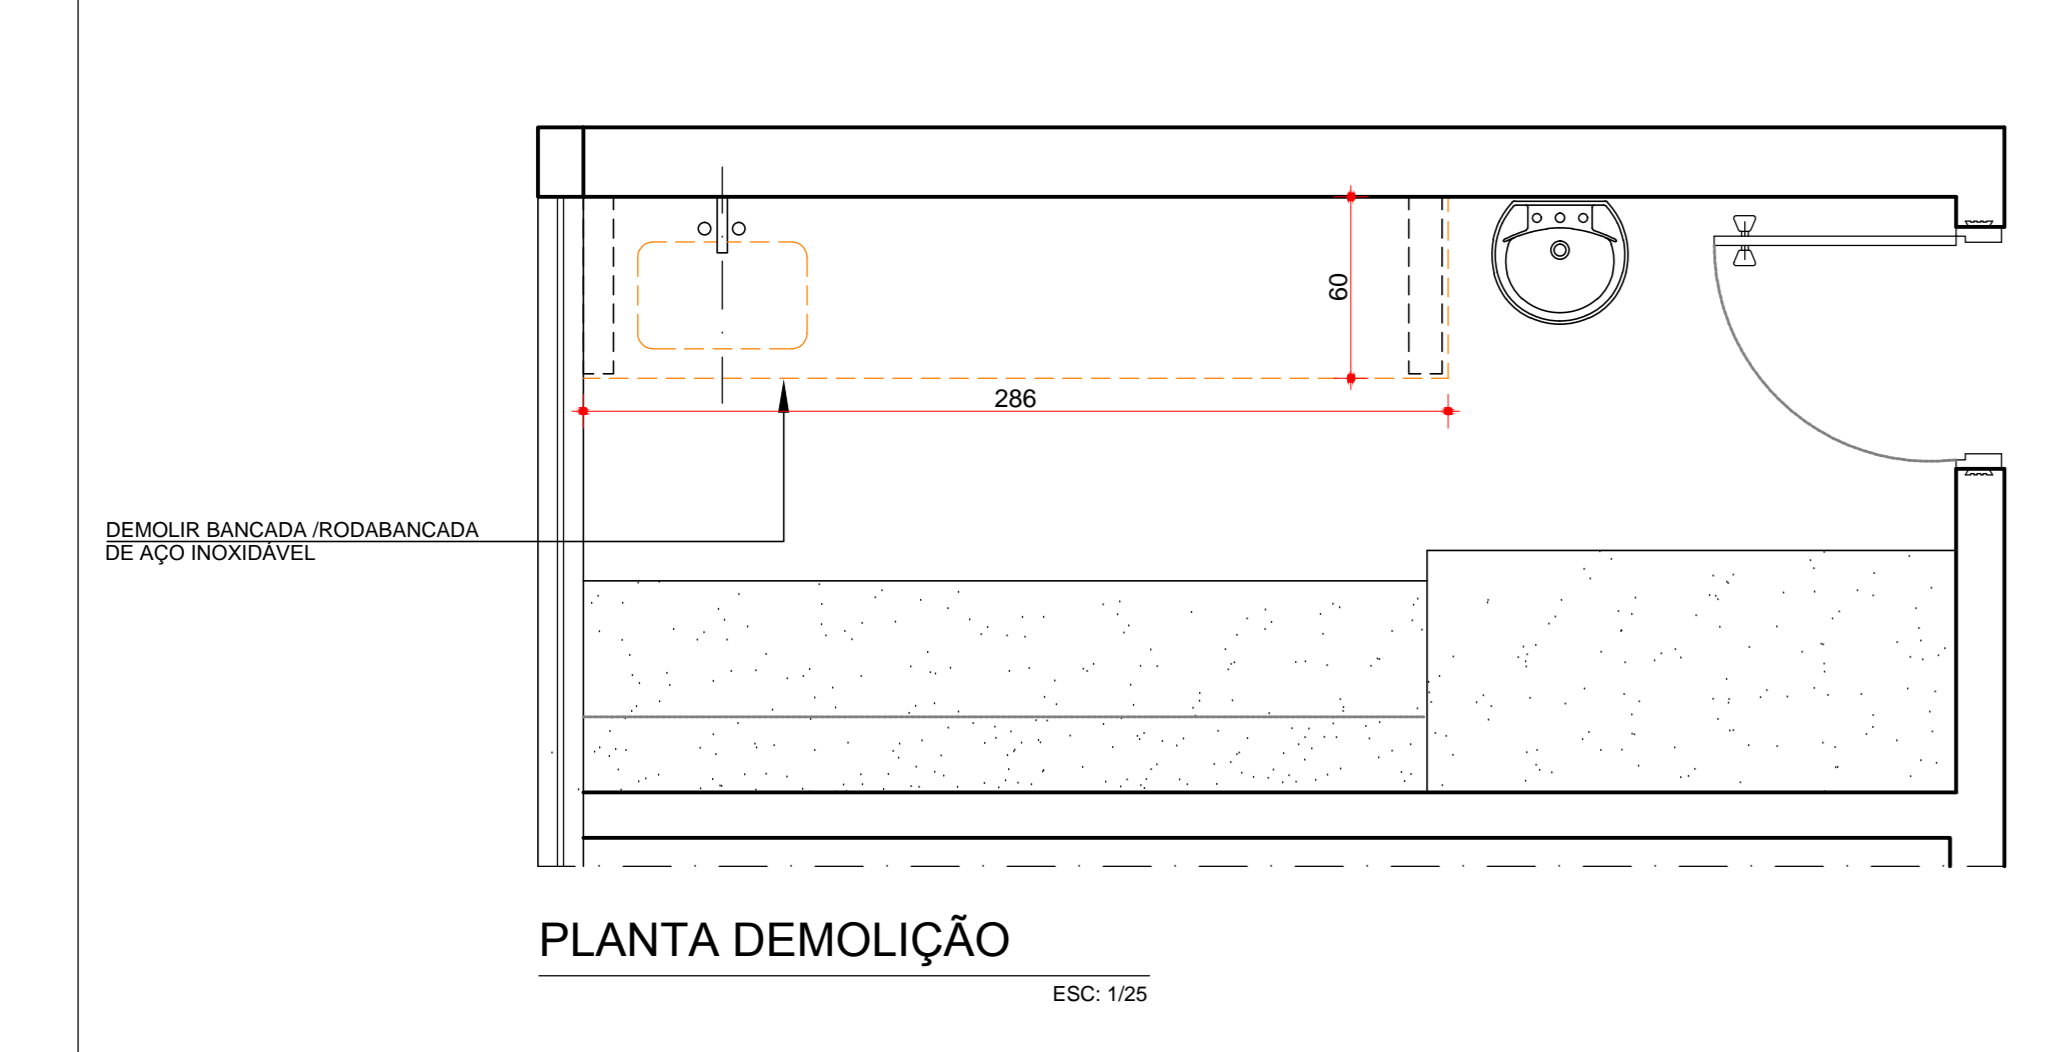 60
286
DEMOLIR BANCADA /RODABANCADA
DE AÇO INOXIDÁVEL
PLANTA DEMOLIÇÃO
ESC: 1/25